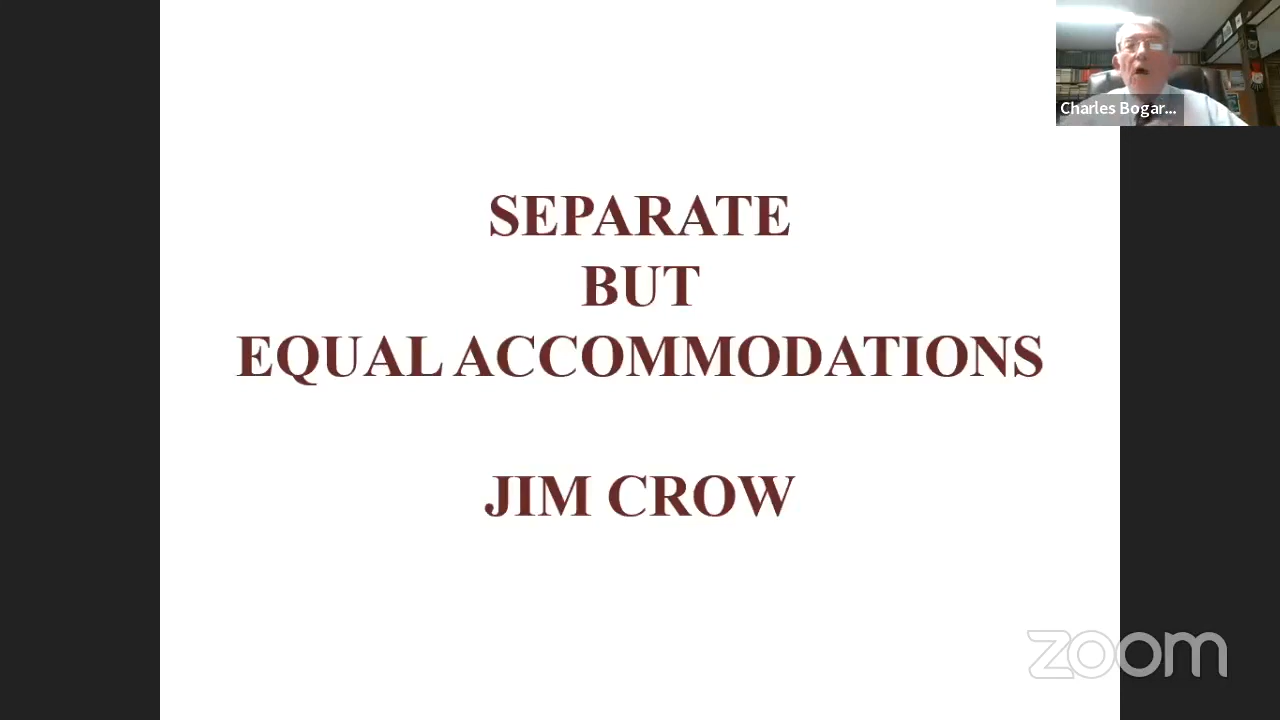 Charles Bogar...
SEPARATE
BUT
EQUAL ACCOMMODATIONS
JIM CROW
zoom